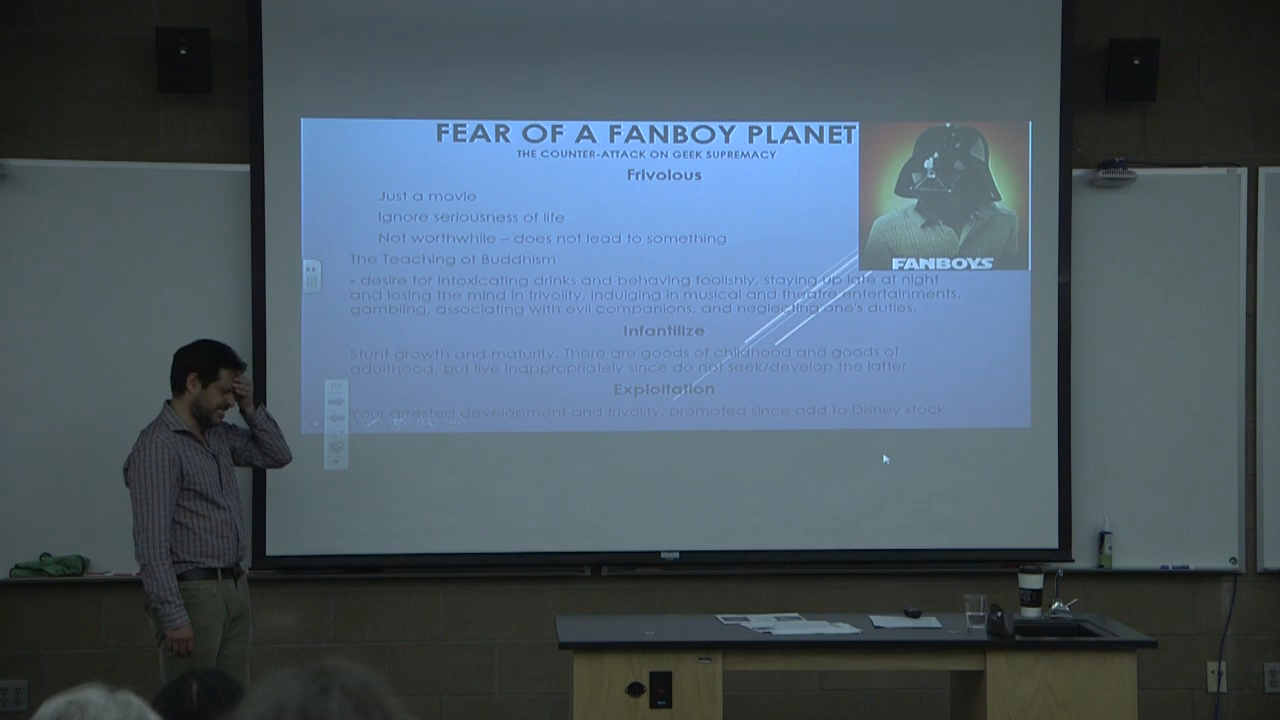 FEAR OF A FANBOY PLANET
THE COUNTER-ATTACK ON GEEK SUPREMACY
Frivolous
Just a movie
Ignore seriousness of life
Not worthwhile – does not lead to something
The Teaching of Buddhism
- desire for intoxicating drinks and behaving foolishly, staying up late at night
and losing the mind in frivolity, indulging in musical and theatre entertainments,
gambling, associating with evil companions, and neglecting one's duties.
Infantilize
Stunt growth and maturity. There are goods of childhood and goods of
adulthood, but live inappropriately since do not seek/develop the latter
Exploitation
Your arrested development and frivolity, promoted since add to Disney stock
FANBOYS